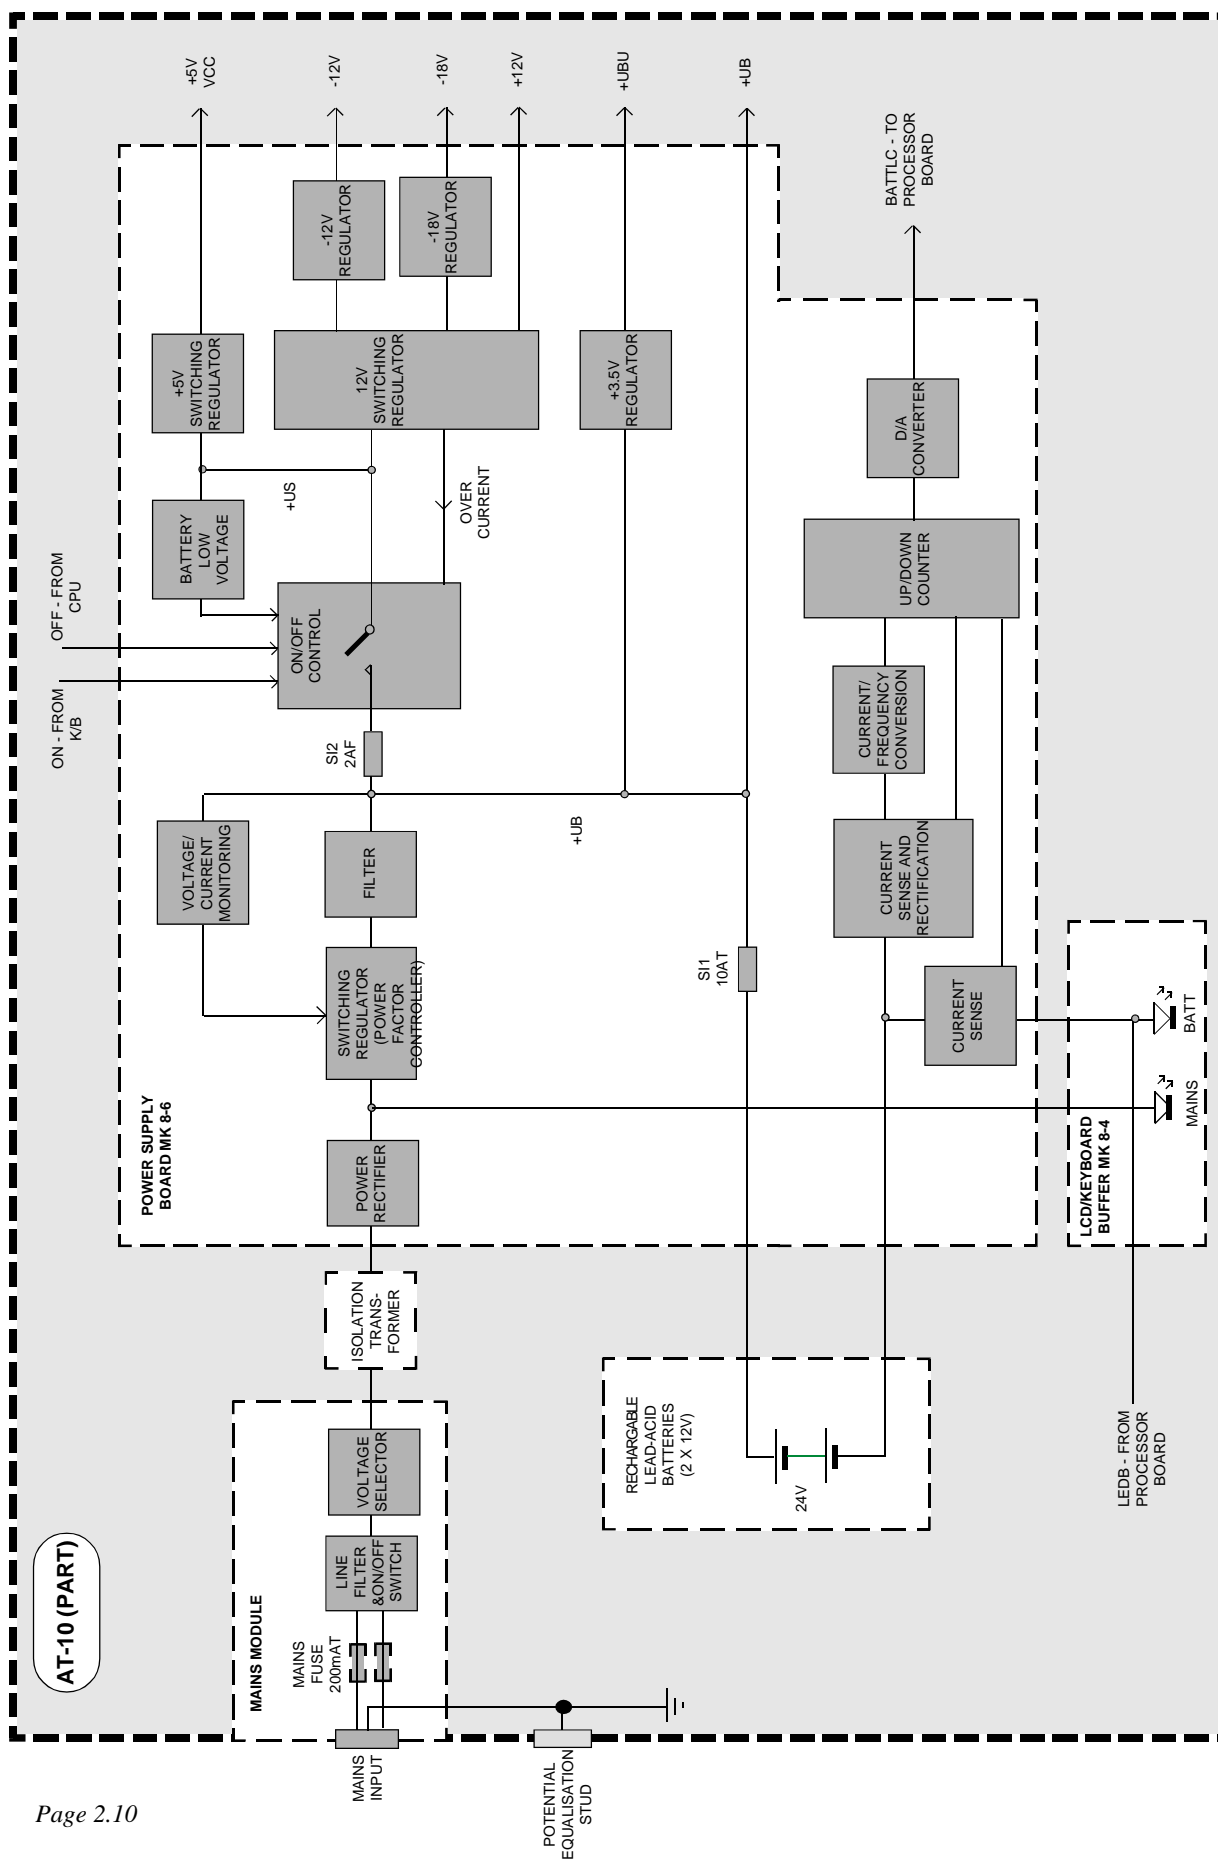 AT-10 (PART)
+5V
VCC
-12V
-18V
+12V
+UBU
+UB
BATTLC - TO
PROCESSOR
BOARD
OFF - FROM
CPU
ON - FROM
K/B
POWER SUPPLY
BOARD MK 8-6
+5V
SWITCHING
REGULATOR
-12V
REGULATOR
-18V
REGULATOR
12V
SWITCHING
REGULATOR
+3.5V
REGULATOR
BATTERY
LOW
VOLTAGE
+US
OVER
CURRENT
ON/OFF
CONTROL
SI2
2AF
VOLTAGE/
CURRENT
MONITORING
FILTER
+UB
SWITCHING
REGULATOR
(POWER
FACTOR
CONTROLLER)
POWER
RECTIFIER
SI1
10AT
D/A
CONVERTER
UP/DOWN
COUNTER
CURRENT/
FREQUENCY
CONVERSION
CURRENT
SENSE AND
RECTIFICATION
CURRENT
SENSE
LCD/KEYBOARD
BUFFER MK 8-4
MAINS
BATT
ISOLATION
TRANS-
FORMER
MAINS MODULE
VOLTAGE
SELECTOR
LINE
FILTER
&ON/OFF
SWITCH
MAINS
FUSE
200mAT
MAINS
INPUT
POTENTIAL
EQUALISATION
STUD
RECHARGABLE
LEAD-ACID
BATTERIES
(2 X 12V)
24V
LEDB - FROM
PROCESSOR
BOARD
Page 2.10